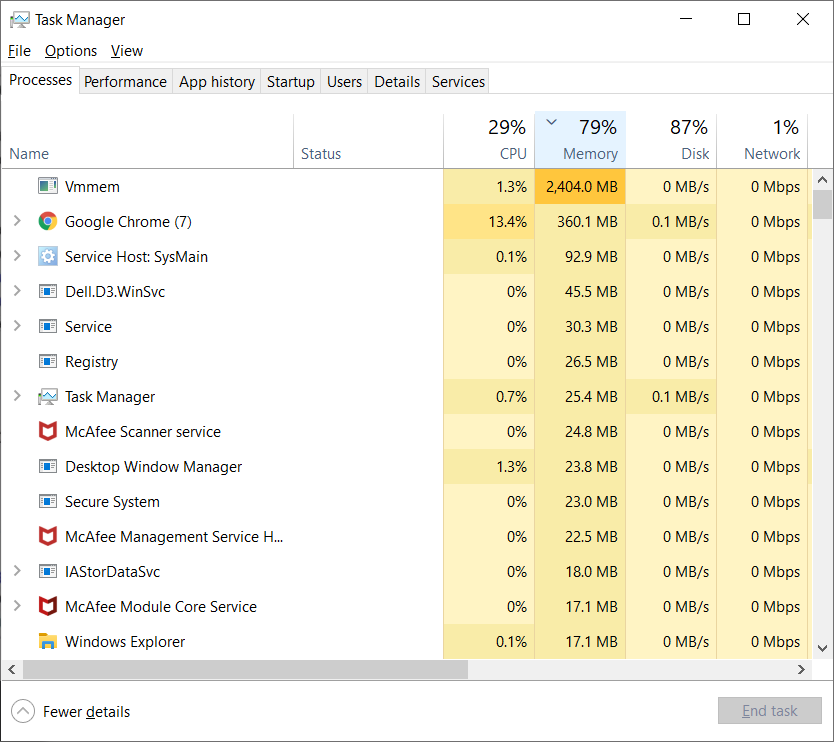 Task Manager
File Options View
Processes Performance App history Startup Users Details Services
29% 79% 87% 1%
Name Status CPU Memory Disk Network
Vmmem 1.3% 2,404.0 MB 0 MB/s 0 Mbps
Google Chrome (7) 13.4% 360.1 MB 0.1 MB/s 0 Mbps
Service Host: SysMain 0.1% 92.9 MB 0 MB/s 0 Mbps
Dell.D3.WinSvc 0% 45.5 MB 0 MB/s 0 Mbps
Service 0% 30.3 MB 0 MB/s 0 Mbps
Registry 0% 26.5 MB 0 MB/s 0 Mbps
Task Manager 0.7% 25.4 MB 0.1 MB/s 0 Mbps
McAfee Scanner service 0% 24.8 MB 0 MB/s 0 Mbps
Desktop Window Manager 1.3% 23.8 MB 0 MB/s 0 Mbps
Secure System 0% 23.0 MB 0 MB/s 0 Mbps
McAfee Management Service H... 0% 22.5 MB 0 MB/s 0 Mbps
IAStorDataSvc 0% 18.0 MB 0 MB/s 0 Mbps
McAfee Module Core Service 0% 17.1 MB 0 MB/s 0 Mbps
Windows Explorer 0.1% 17.1 MB 0 MB/s 0 Mbps
Fewer details End task